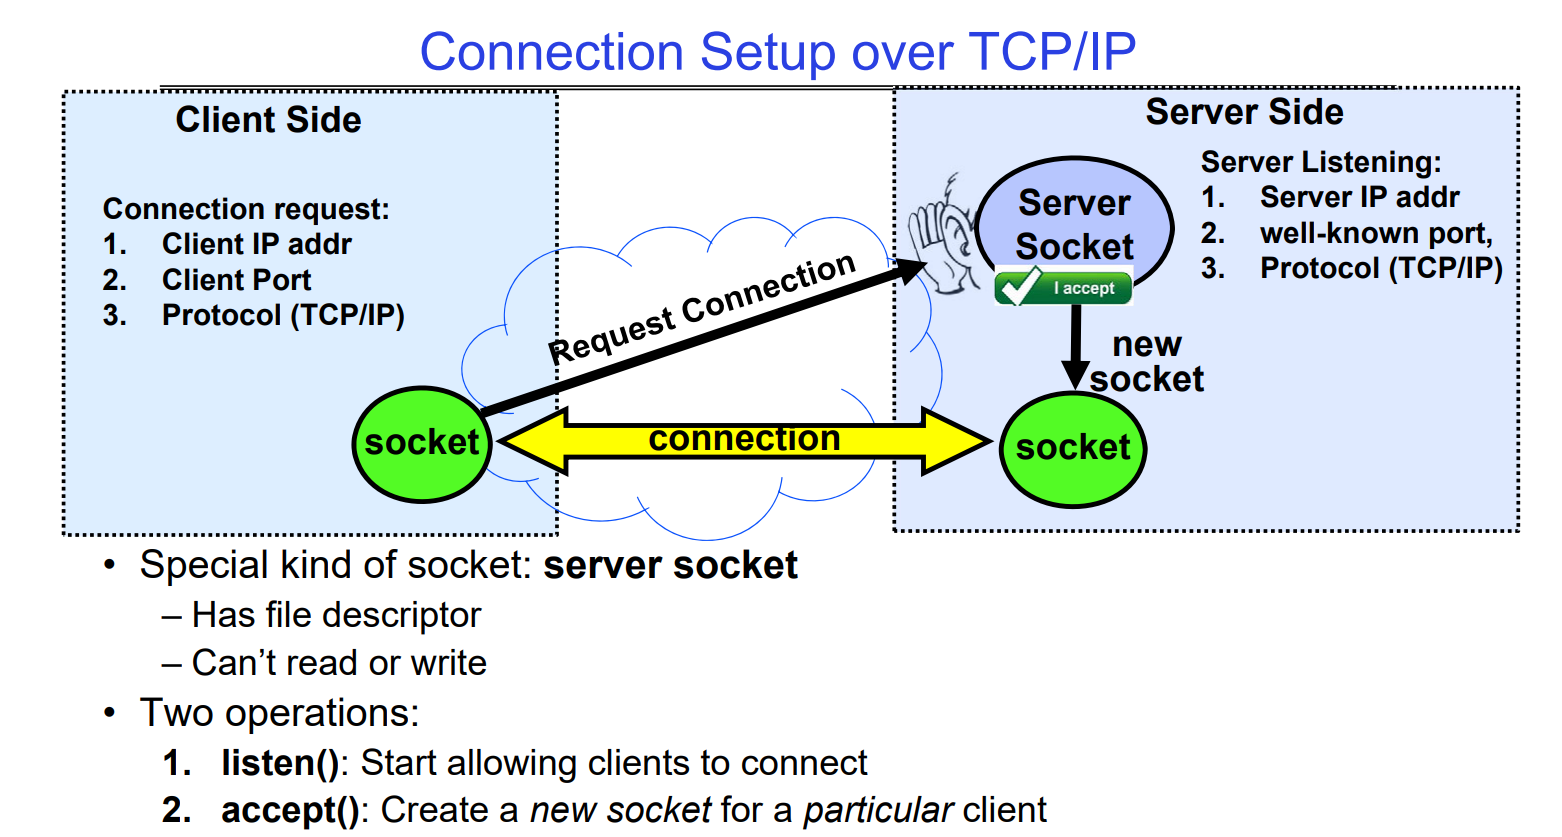 Connection Setup over TCP/IP
Client Side
Connection request:
1. Client IP addr
2. Client Port
3. Protocol (TCP/IP)
Server Side
Server Listening:
1. Server IP addr
2. well-known port,
3. Protocol (TCP/IP)
Server
Socket
I accept
Request Connection
new
socket
socket
connection
socket
• Special kind of socket: server socket
– Has file descriptor
– Can't read or write
• Two operations:
1. listen(): Start allowing clients to connect
2. accept(): Create a new socket for a particular client